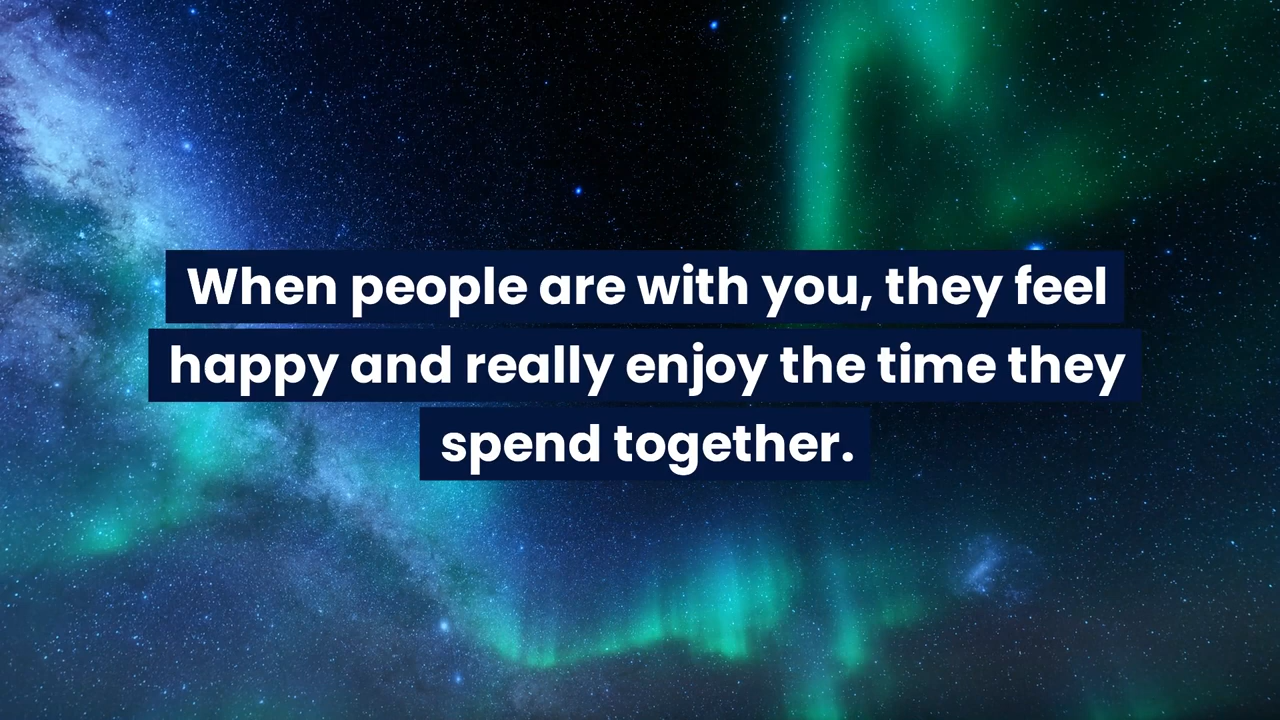 When people are with you, they feel
happy and really enjoy the time they
spend together.